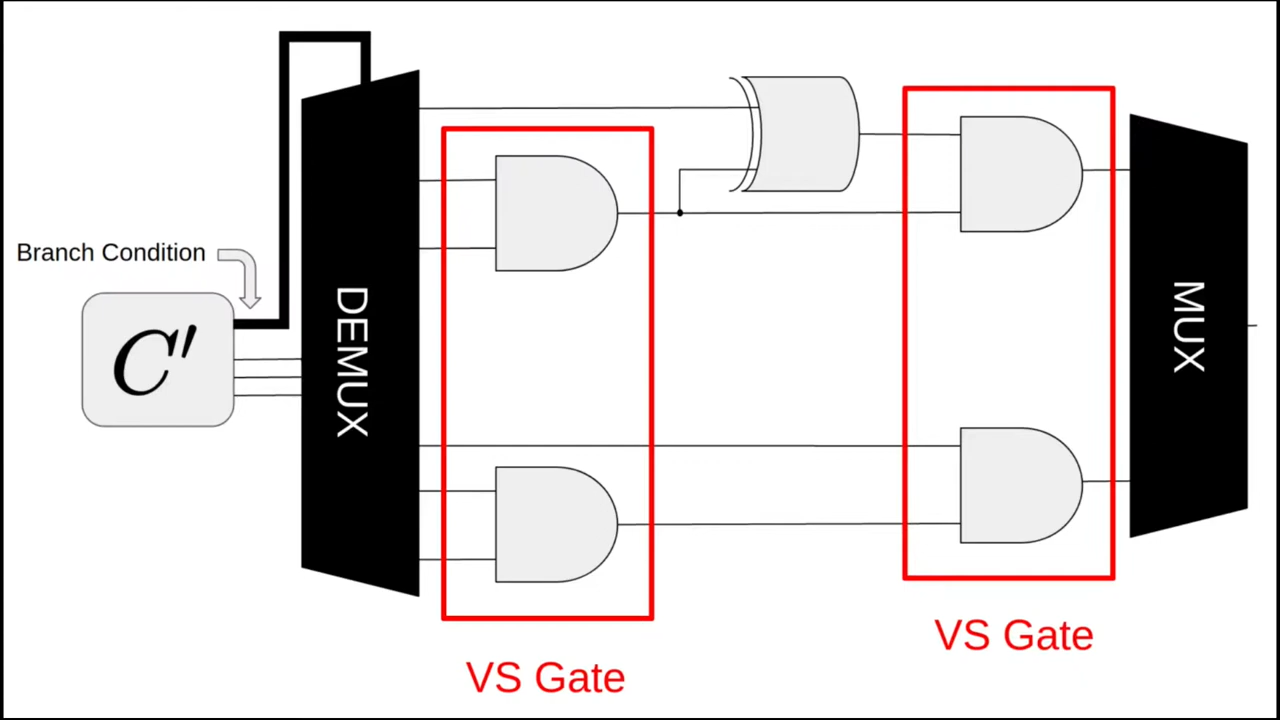 Branch Condition
C′
DEMUX
MUX
VS Gate
VS Gate